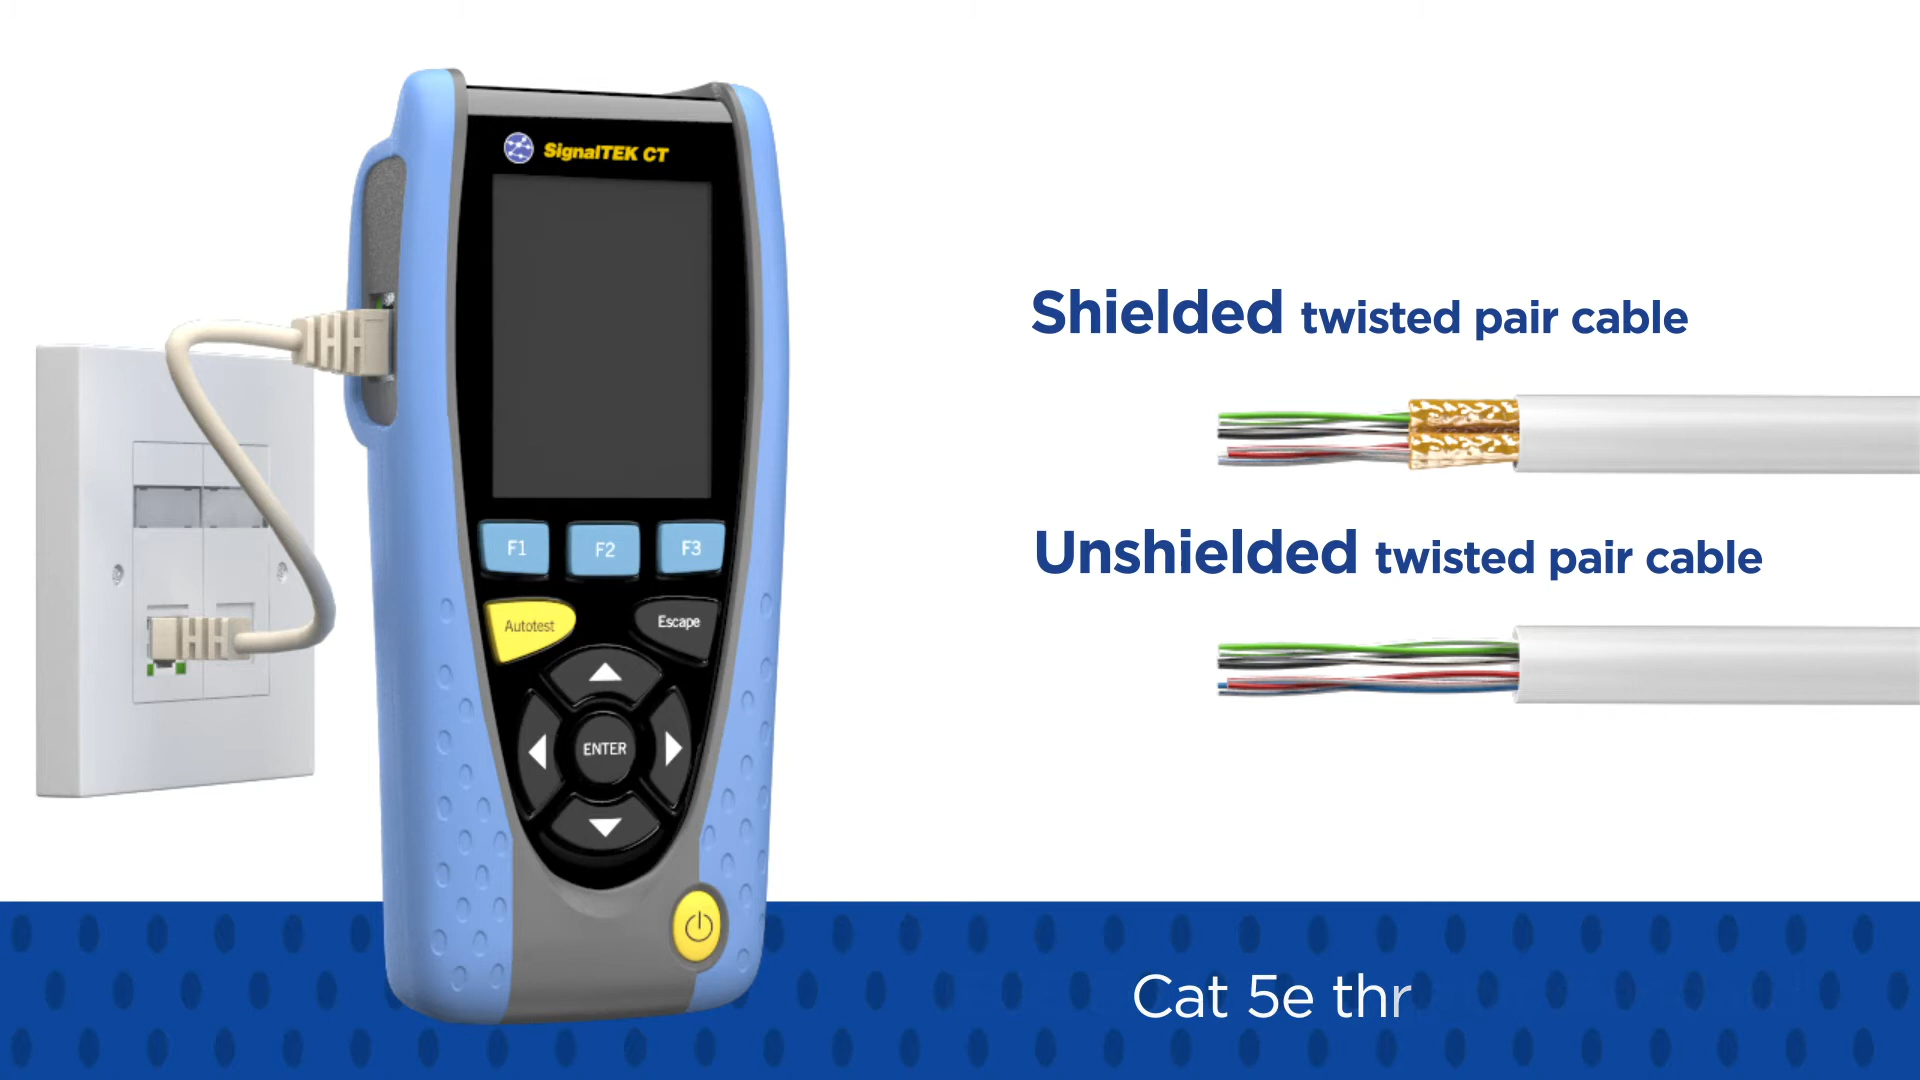 SignalTEK CT
F1 F2 F3
Autotest Escape
ENTER
Shielded twisted pair cable
Unshielded twisted pair cable
Cat 5e thr